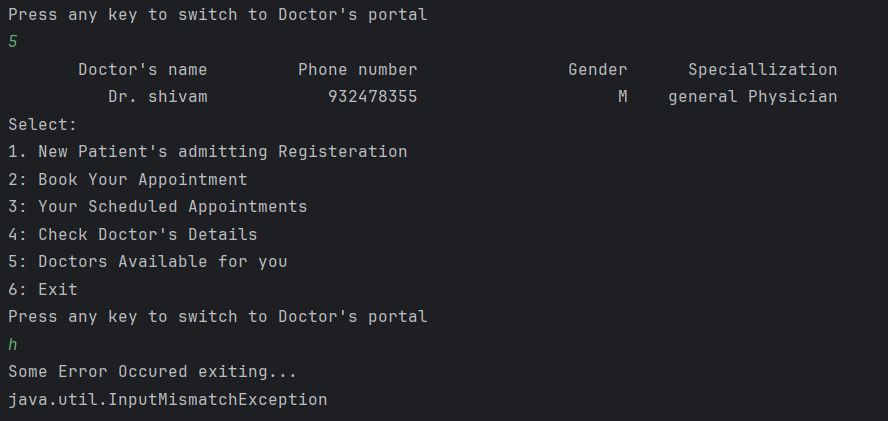 Press any key to switch to Doctor's portal
5
Doctor's name Phone number Gender Speciallization
Dr. shivam 932478355 M general Physician
Select:
1. New Patient's admitting Registeration
2: Book Your Appointment
3: Your Scheduled Appointments
4: Check Doctor's Details
5: Doctors Available for you
6: Exit
Press any key to switch to Doctor's portal
h
Some Error Occured exiting...
java.util.InputMismatchException